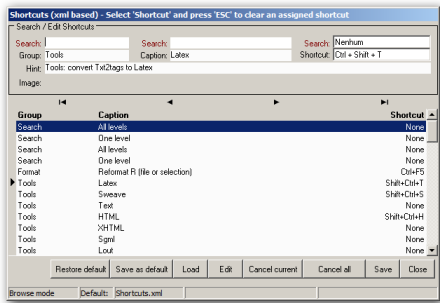 Shortcuts (xml based) - Select 'Shortcut' and press 'ESC' to clear an assigned shortcut
Search / Edit Shortcuts
Search: Search: Search: Nenhum
Group: Tools Caption: Latex Shortcut: Ctrl + Shift + T
Hint: Tools: convert Txt2tags to Latex
Image:
Group Caption Shortcut
Search All levels None
Search One level None
Search All levels None
Search One level None
Format Reformat R (file or selection) Ctrl+F5
Tools Latex Shift+Ctrl+T
Tools Sweave Shift+Ctrl+S
Tools Text None
Tools HTML Shift+Ctrl+H
Tools XHTML None
Tools Sgml None
Tools Lout None
Restore default Save as default Load Edit Cancel current Cancel all Save Close
Browse mode Default: Shortcuts.xml